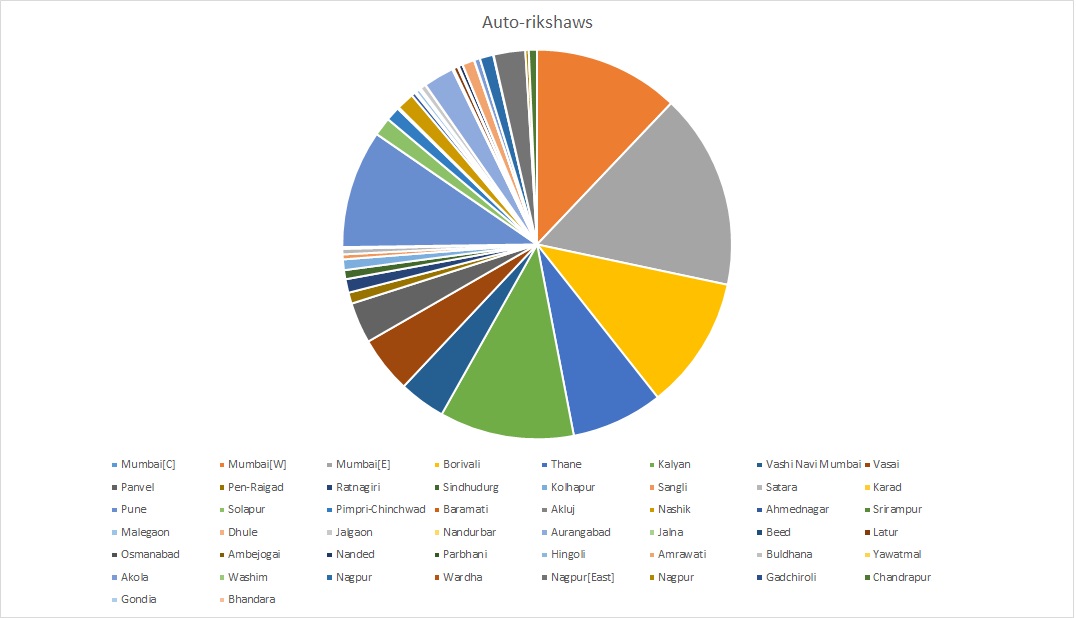 Auto-rikshaws
Mumbai[C] Mumbai[W] Mumbai[E] Borivali Thane Kalyan Vashi Navi Mumbai Vasai
Panvel Pen-Raigad Ratnagiri Sindhudurg Kolhapur Sangli Satara Karad
Pune Solapur Pimpri-Chinchwad Baramati Akluj Nashik Ahmednagar Srirampur
Malegaon Dhule Jalgaon Nandurbar Aurangabad Jalna Beed Latur
Osmanabad Ambejogai Nanded Parbhani Hingoli Amrawati Buldhana Yawatmal
Akola Washim Nagpur Wardha Nagpur[East] Nagpur Gadchiroli Chandrapur
Gondia Bhandara